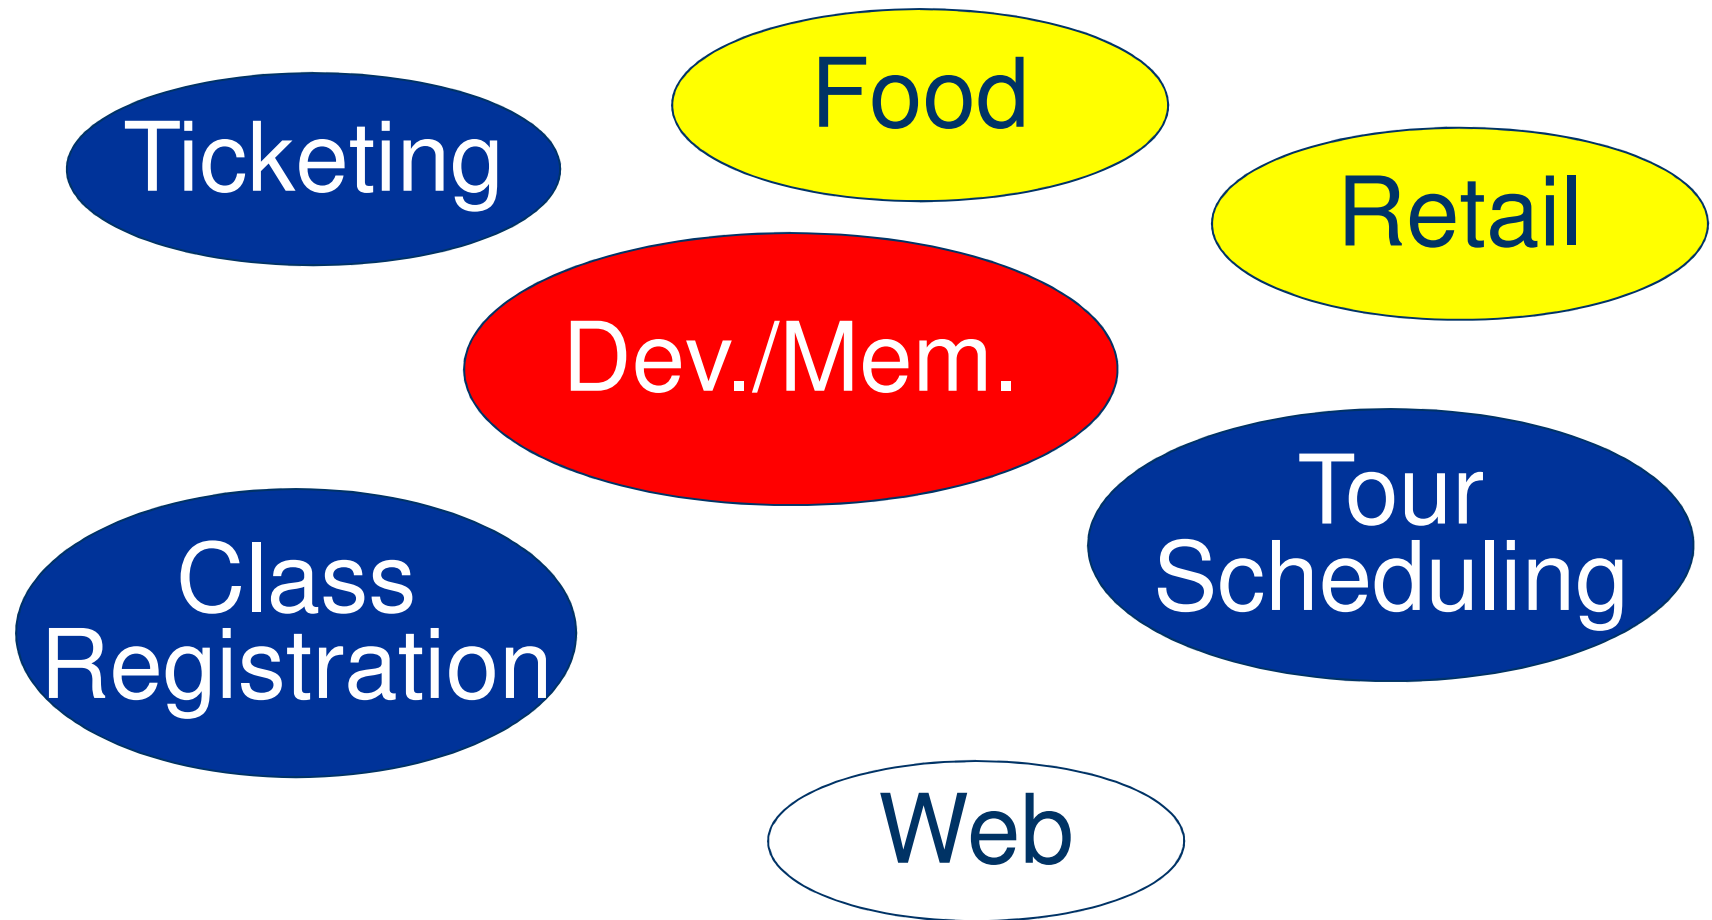 Food
Ticketing
Retail
Dev./Mem.
Tour
Scheduling
Class
Registration
Web